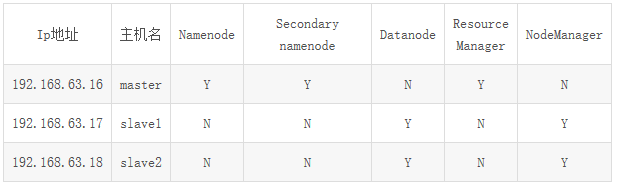 Ip地址 主机名 Namenode Secondary namenode Datanode Resource Manager NodeManager
192.168.63.16 master Y Y N Y N
192.168.63.17 slave1 N N Y N Y
192.168.63.18 slave2 N N Y N Y